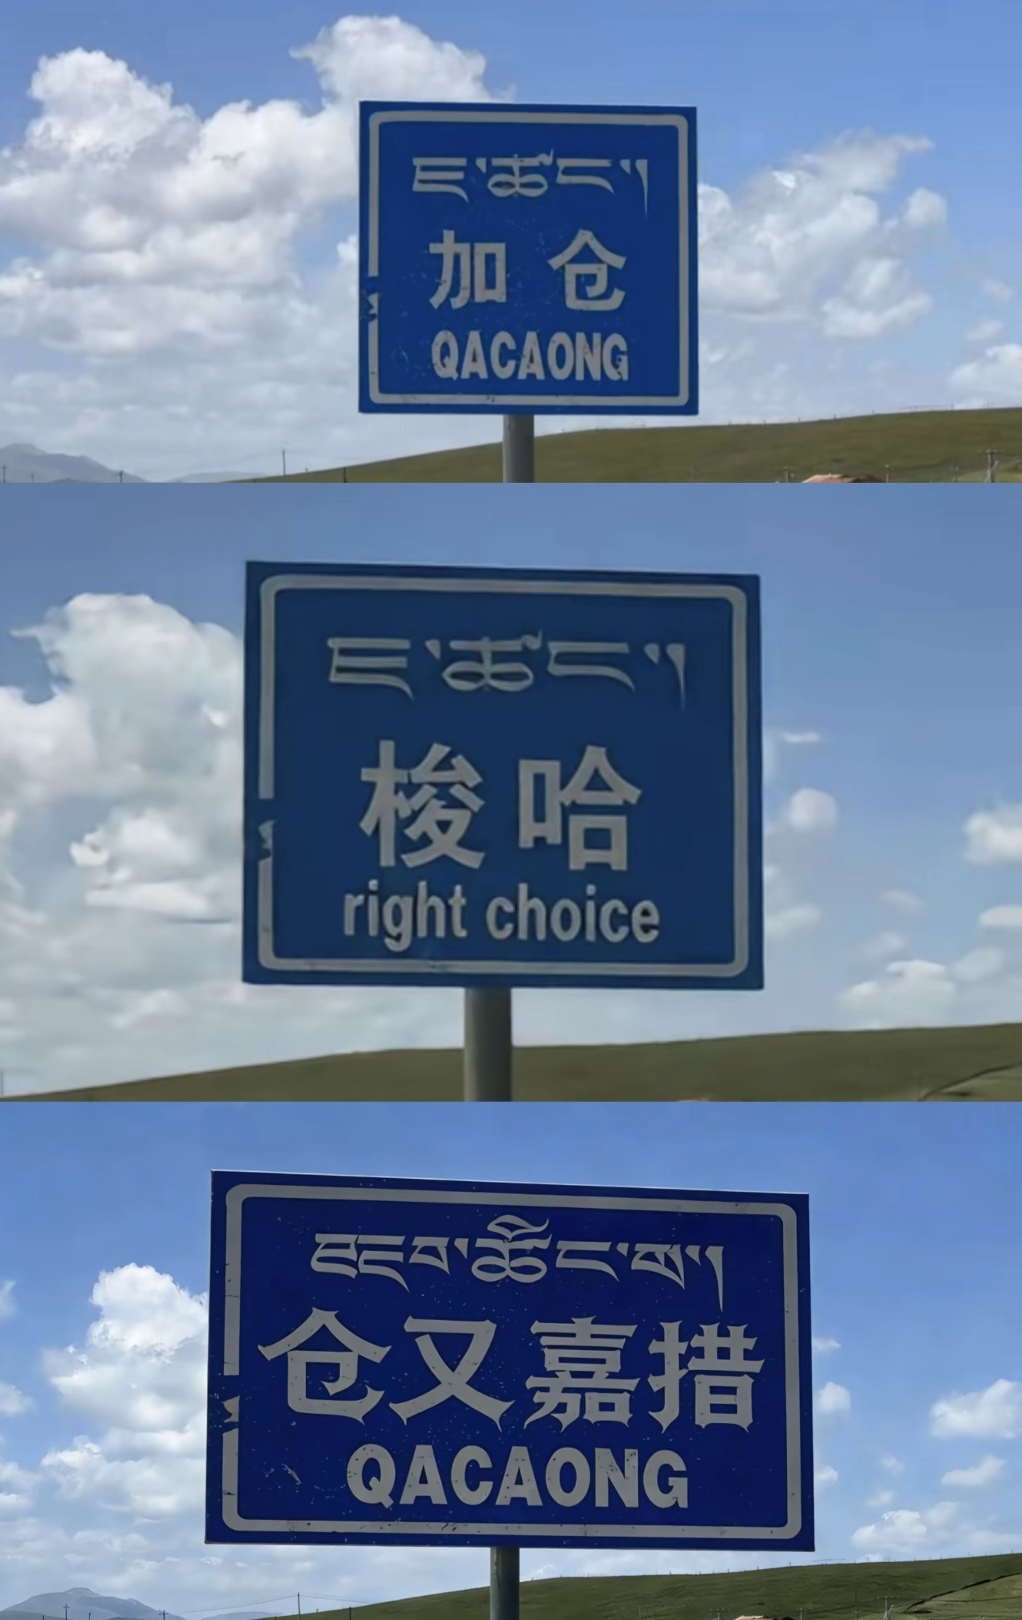 ཇ་ཚང་།
加 仓
QACAONG
ཇ་ཚང་།
梭哈
right choice
仓又嘉措
QACAONG